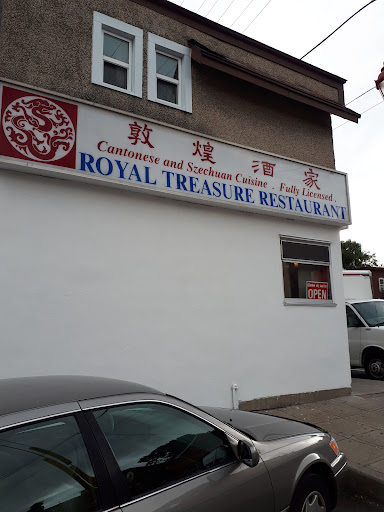 敦煌酒家
Cantonese and Szechuan Cuisine . Fully Licensed .
ROYAL TREASURE RESTAURANT
OPEN